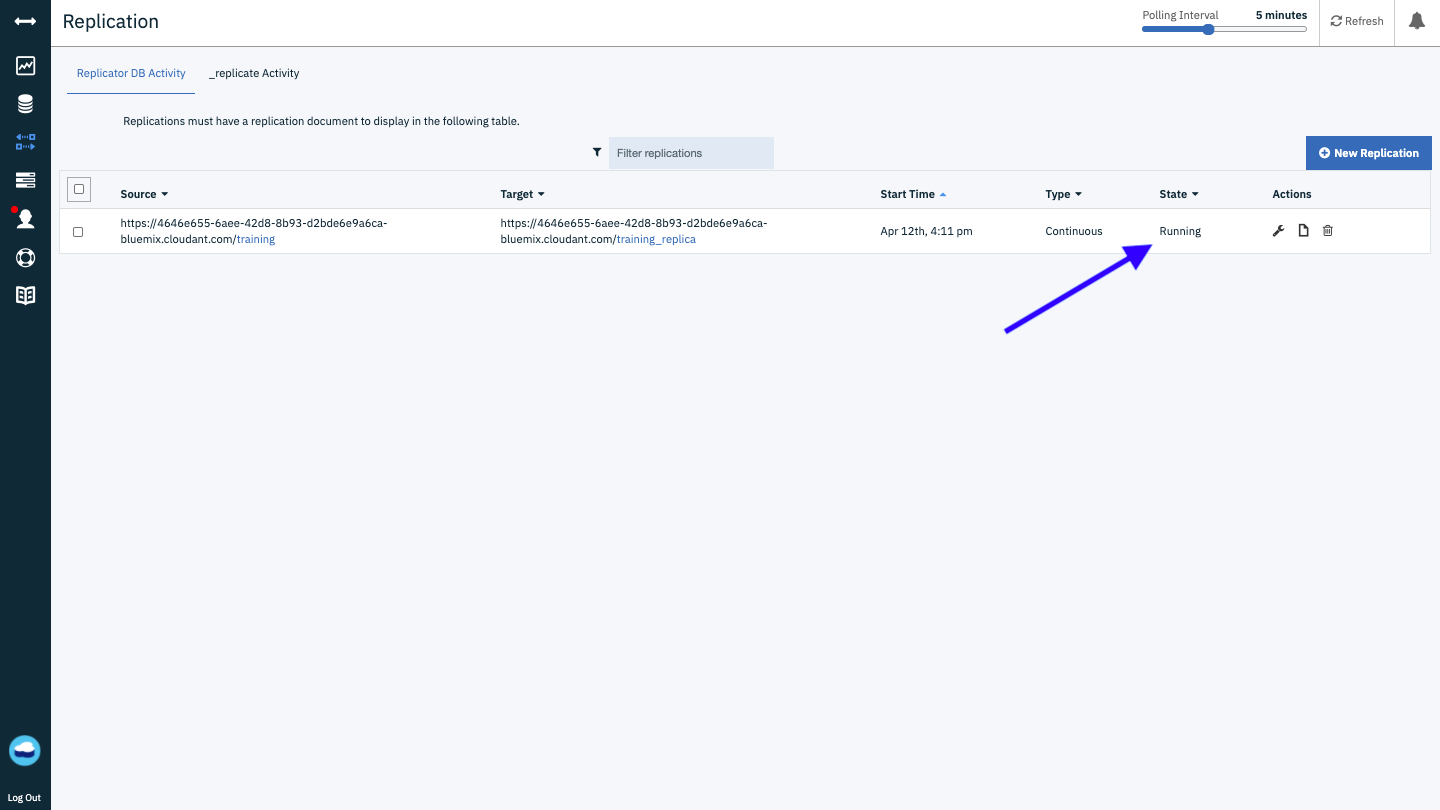 Replication
Polling Interval 5 minutes
Refresh
Replicator DB Activity
_replicate Activity
Replications must have a replication document to display in the following table.
Filter replications
New Replication
Source
Target
Start Time
Type
State
Actions
https://4646e655-6aee-42d8-8b93-d2bde6e9a6ca-
bluemix.cloudant.com/training
https://4646e655-6aee-42d8-8b93-d2bde6e9a6ca-
bluemix.cloudant.com/training_replica
Apr 12th, 4:11 pm
Continuous
Running
Log Out